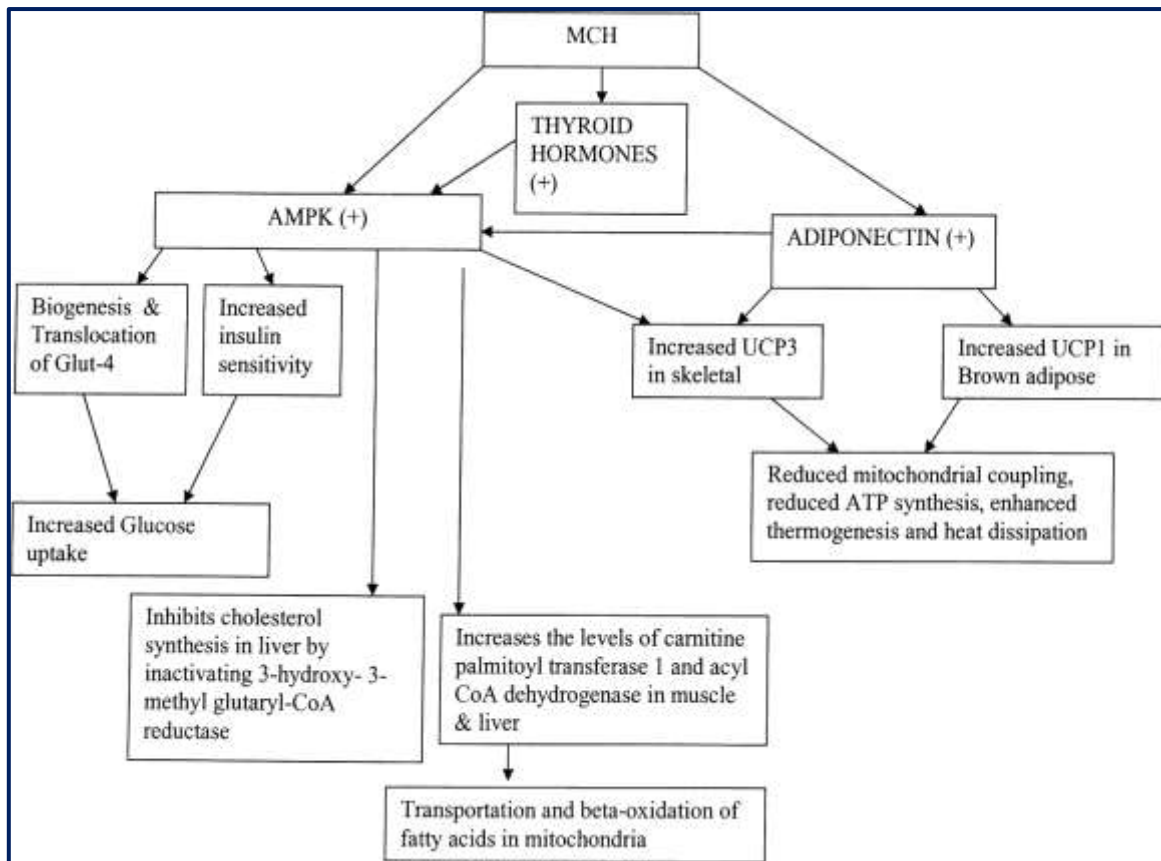 MCH
THYROID
HORMONES
(+)
AMPK (+)
ADIPONECTIN (+)
Biogenesis &
Translocation
of Glut-4
Increased
insulin
sensitivity
Increased UCP3
in skeletal
Increased UCP1 in
Brown adipose
Increased Glucose
uptake
Reduced mitochondrial coupling,
reduced ATP synthesis, enhanced
thermogenesis and heat dissipation
Inhibits cholesterol
synthesis in liver by
inactivating 3-hydroxy- 3-
methyl glutaryl-CoA
reductase
Increases the levels of carnitine
palmitoyl transferase 1 and acyl
CoA dehydrogenase in muscle
& liver
Transportation and beta-oxidation of
fatty acids in mitochondria